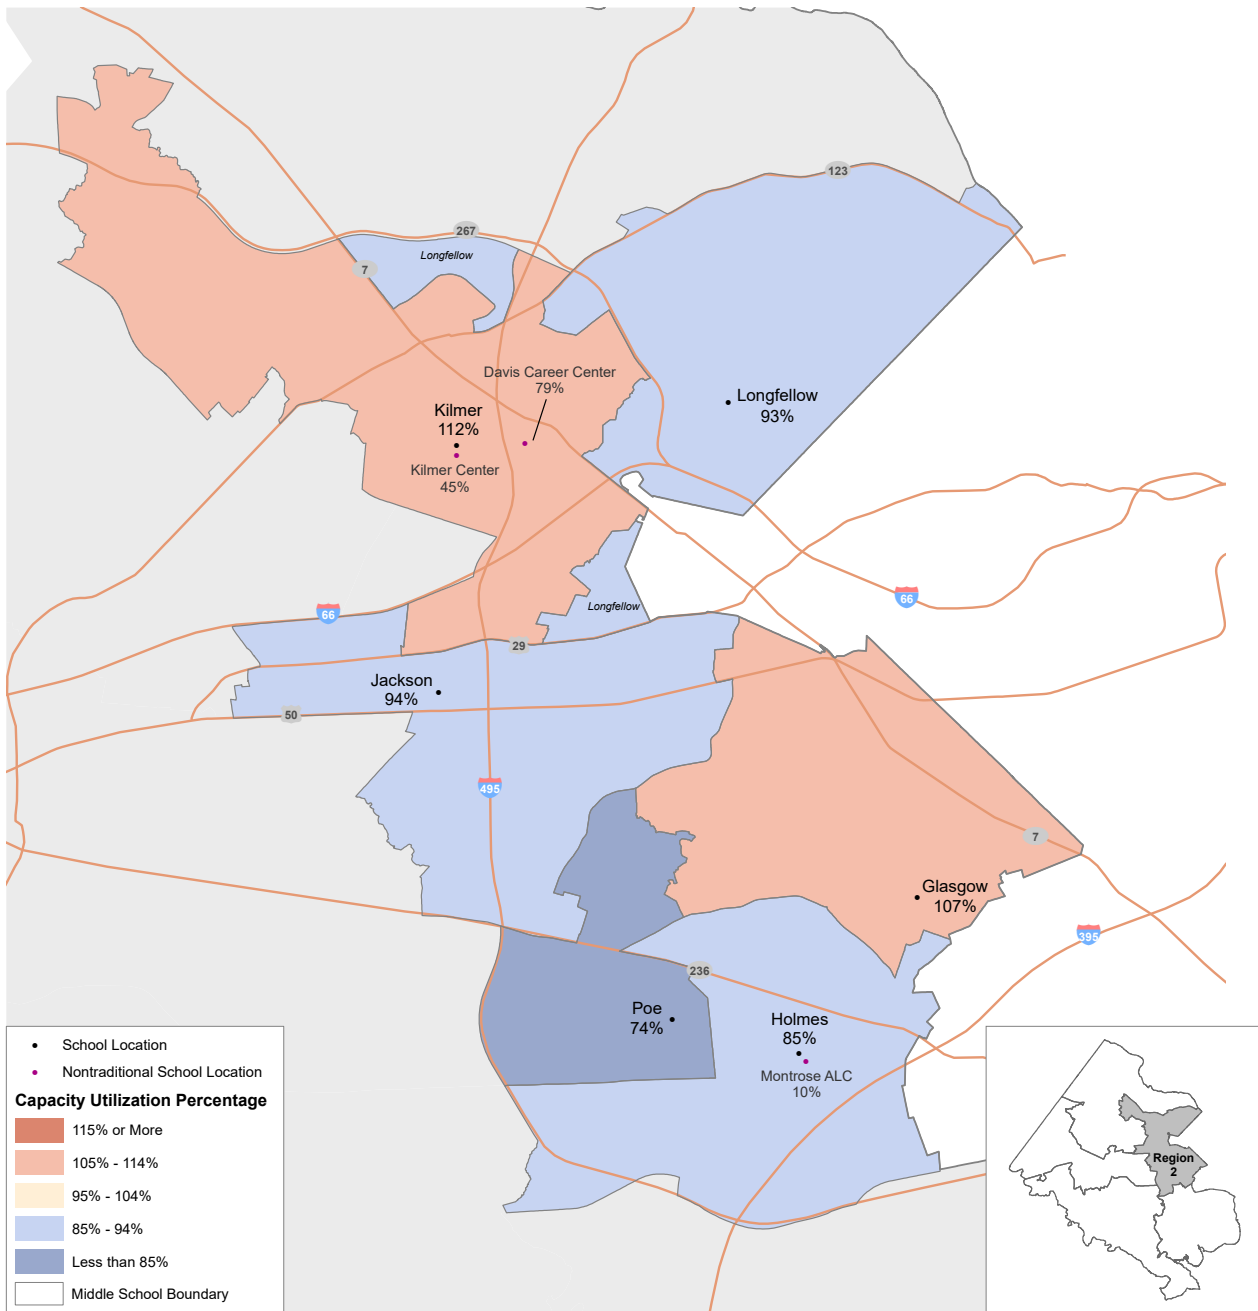 123
267
Longfellow
7
Davis Career Center
79%
Longfellow
93%
Kilmer
112%
Kilmer Center
45%
66
66
Longfellow
29
Jackson
94%
50
495
7
Glasgow
107%
395
236
Poe
74%
Holmes
85%
Montrose ALC
10%
School Location
Nontraditional School Location
Capacity Utilization Percentage
115% or More
105% - 114%
95% - 104%
85% - 94%
Less than 85%
Middle School Boundary
Region
2